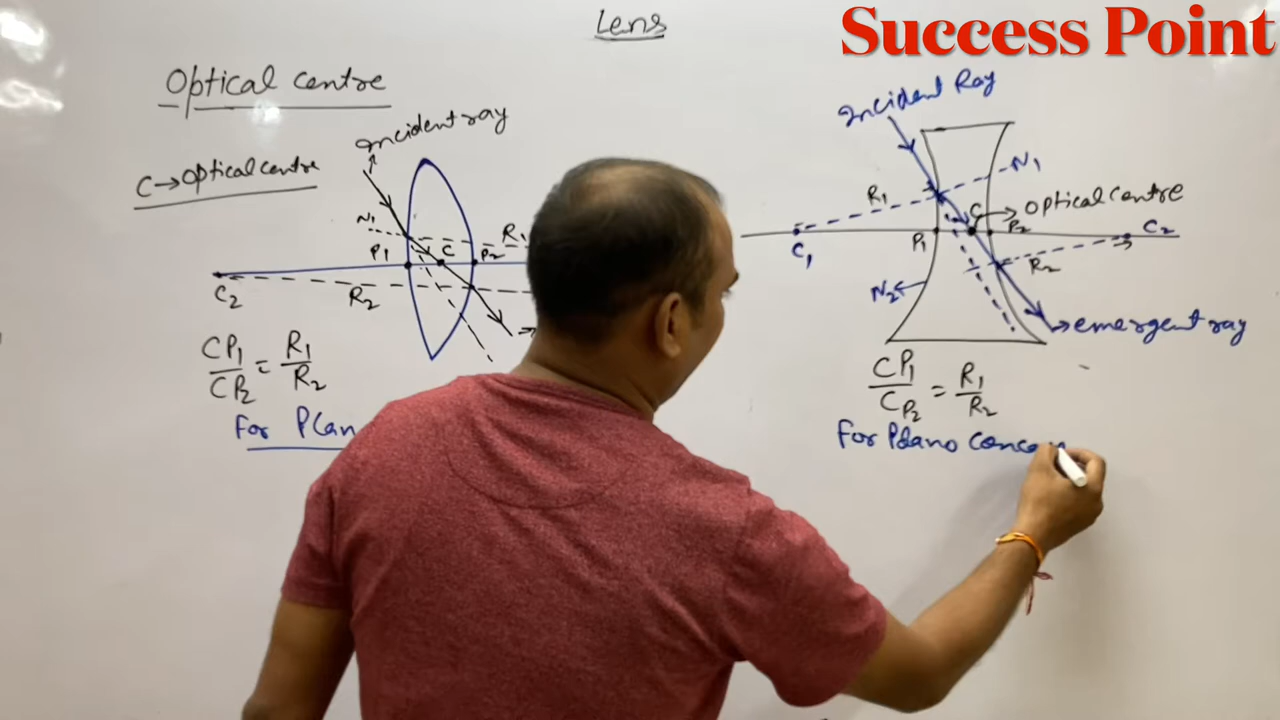 Lens
Success Point
Optical centre
C→Optical centre
Incident ray
N1
P1
C
P2
R1
C2
R2
CP1/CP2 = R1/R2
For Plan
Incident Ray
N1
R1
C
Optical centre
C1
P1
P2
C2
R2
N2
emergent ray
CP1/CP2 = R1/R2
For Plano Conca